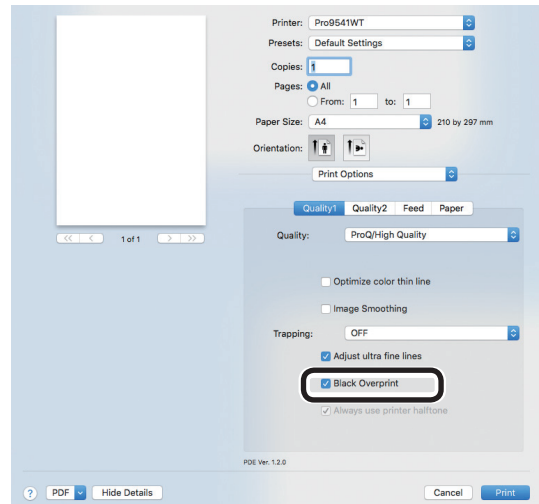 Printer: Pro9541WT
Presets: Default Settings
Copies: 1
Pages: All
From: 1 to: 1
Paper Size: A4 210 by 297 mm
Orientation:
Print Options
Quality1 Quality2 Feed Paper
<< < 1 of 1 > >>
Quality: ProQ/High Quality
Optimize color thin line
Image Smoothing
Trapping: OFF
Adjust ultra fine lines
Black Overprint
Always use printer halftone
PDE Ver. 1.2.0
? PDF Hide Details Cancel Print